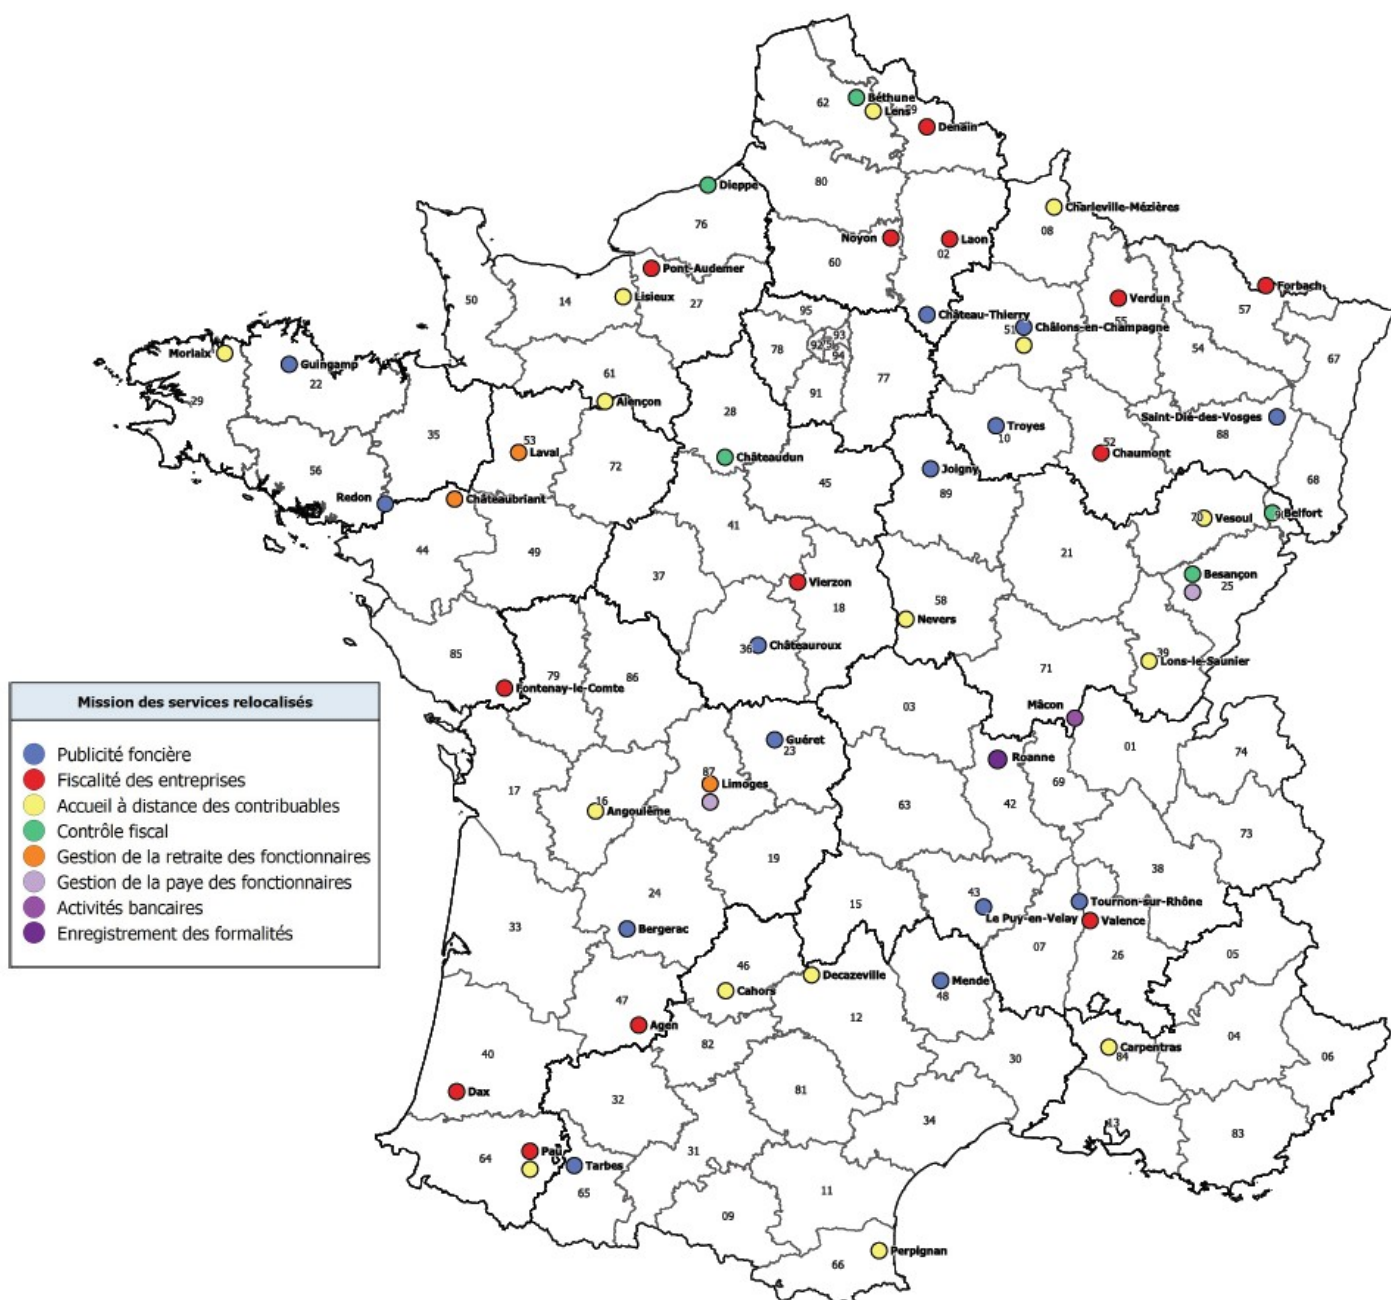 62
Béthune
59
Lens
Denain
80
Dieppe
76
Charleville-Mézières
08
Noyon
Laon
02
60
Pont-Audemer
Lisieux
27
14
50
Forbach
57
Verdun
55
95
Château-Thierry
Châlons-en-Champagne
51
93
92
94
78
77
54
67
Morlaix
Guingamp
22
61
91
29
Alençon
28
Saint-Dié-des-Vosges
88
Troyes
10
35
53
Laval
72
52
Chaumont
Châteaudun
56
Joigny
68
45
89
Redon
Châteaubriant
70
Vesoul
Belfort
41
44
49
21
37
Vierzon
Besançon
25
18
58
Nevers
36
Châteauroux
85
79
86
39
Lons-le-Saunier
71
Fontenay-le-Comte
Mission des services relocalisés
03
Mâcon
Guéret
23
01
74
Publicité foncière
Fiscalité des entreprises
Accueil à distance des contribuables
Contrôle fiscal
Gestion de la retraite des fonctionnaires
Gestion de la paye des fonctionnaires
Activités bancaires
Enregistrement des formalités
Roanne
87
Limoges
17
16
Angoulême
63
42
69
73
19
38
24
43
Le Puy-en-Velay
Tournon-sur-Rhône
Valence
15
33
Bergerac
07
26
05
46
Cahors
Decazeville
Mende
48
47
Agen
12
82
Carpentras
84
04
06
40
30
Dax
32
81
34
13
83
Pau
64
Tarbes
65
31
11
09
Perpignan
66